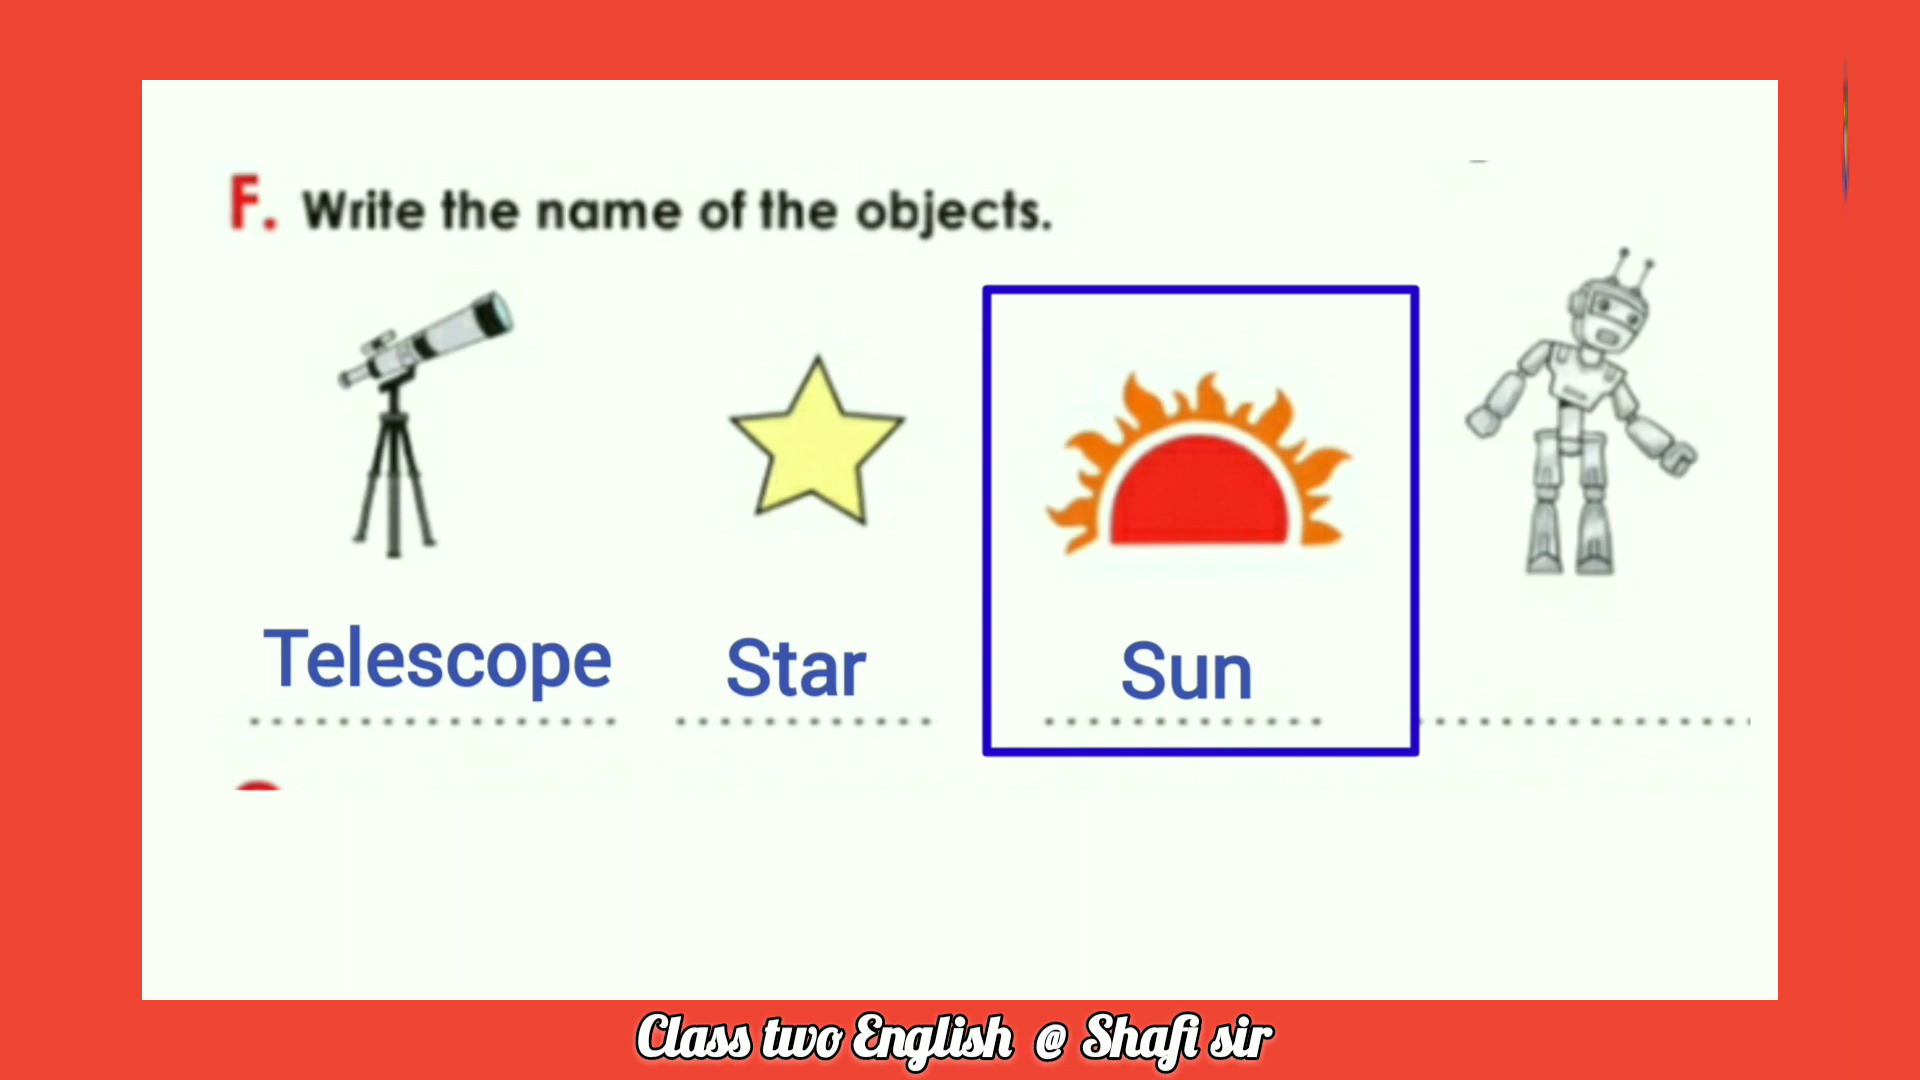 F. Write the name of the objects.
Telescope Star Sun
Class two English @ Shafi sir